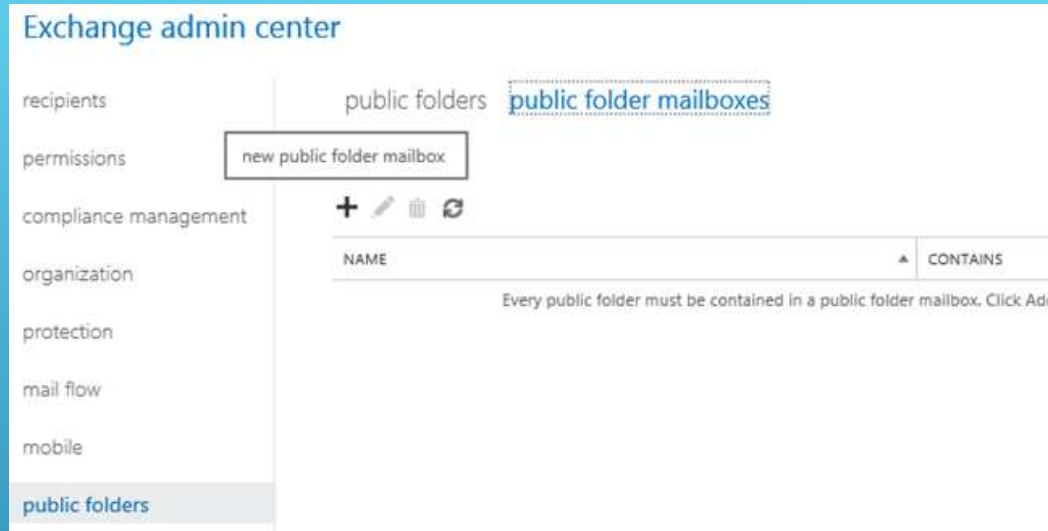 Exchange admin center
recipients
permissions
compliance management
organization
protection
mail flow
mobile
public folders
public folders public folder mailboxes
new public folder mailbox
NAME CONTAINS
Every public folder must be contained in a public folder mailbox. Click